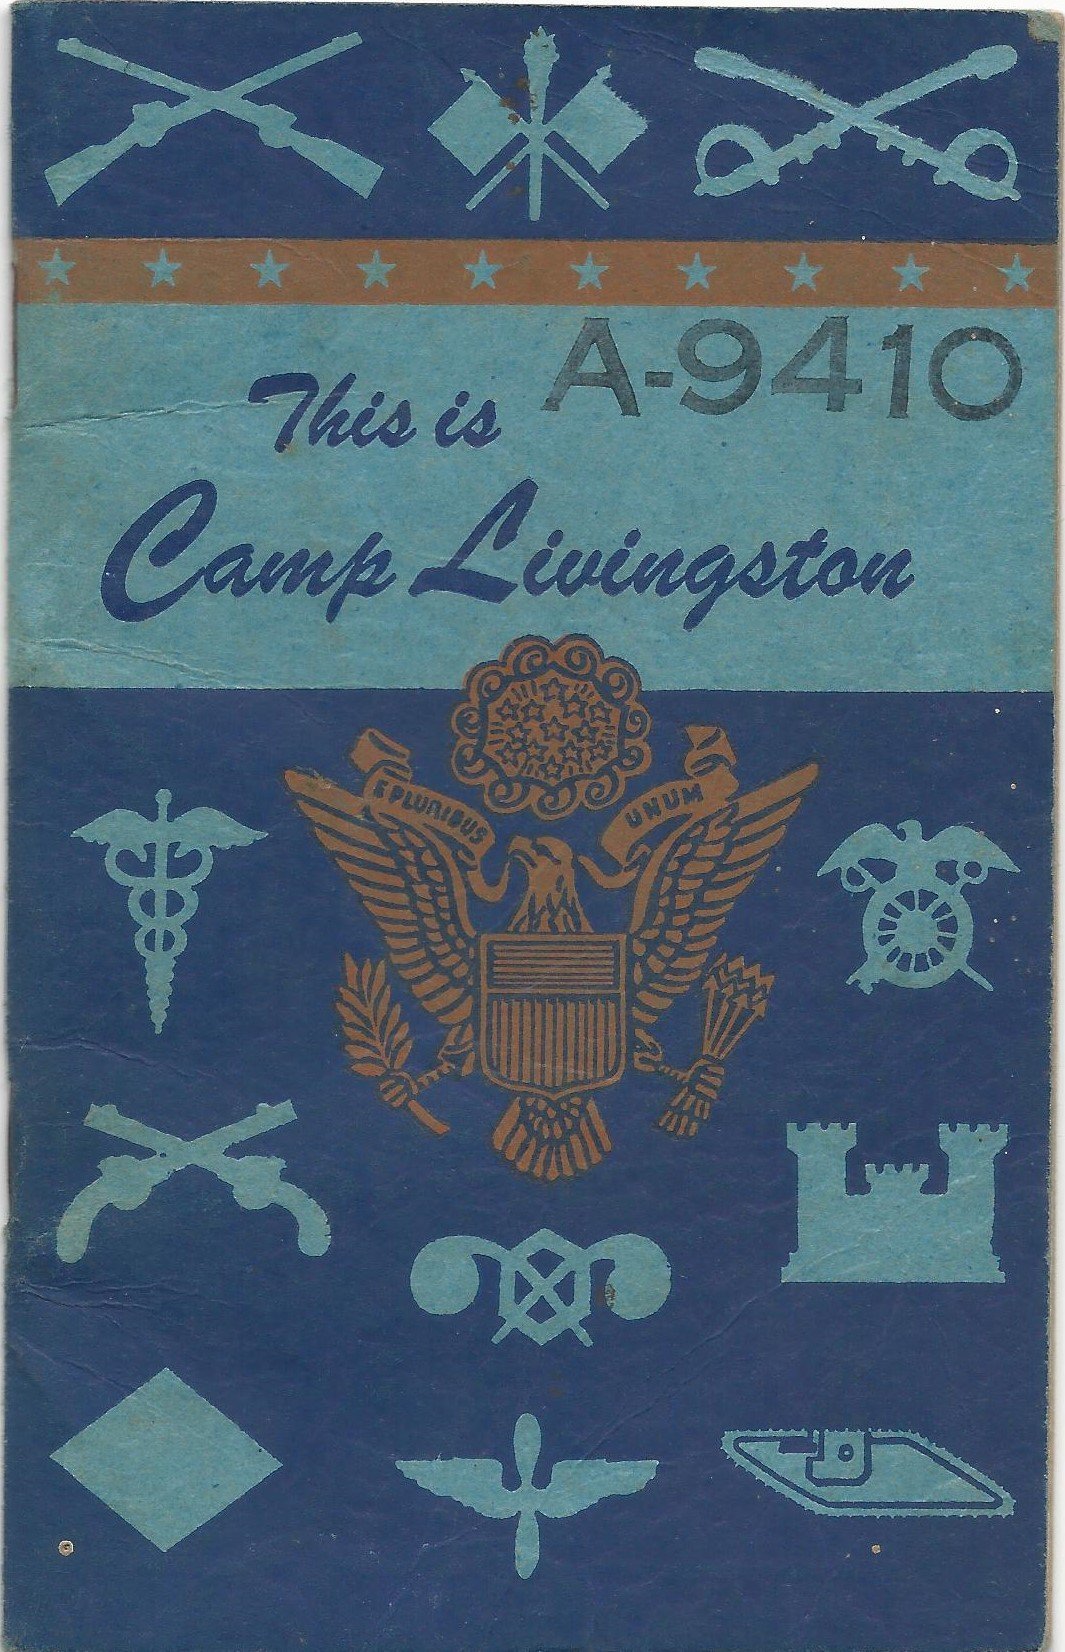 A-9410
This is
Camp Livingston
E PLURIBUS
UNUM